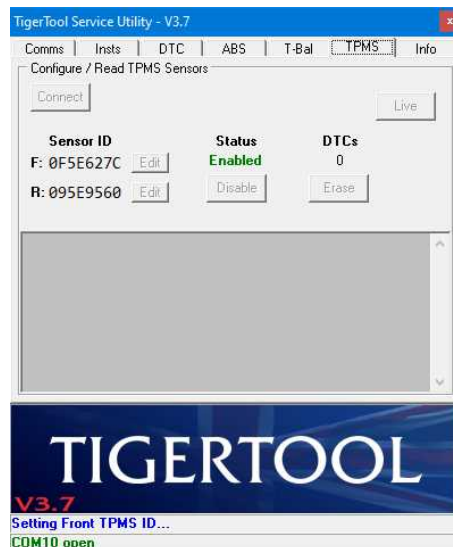 TigerTool Service Utility - V3.7 x
Comms Insts DTC ABS T-Bal TPMS Info
Configure / Read TPMS Sensors
Connect
Live
Sensor ID Status DTCs
F: 0F5E627C Edit Enabled 0
R: 095E9560 Edit Disable Erase
TIGERTOOL
V3.7
Setting Front TPMS ID...
COM10 open